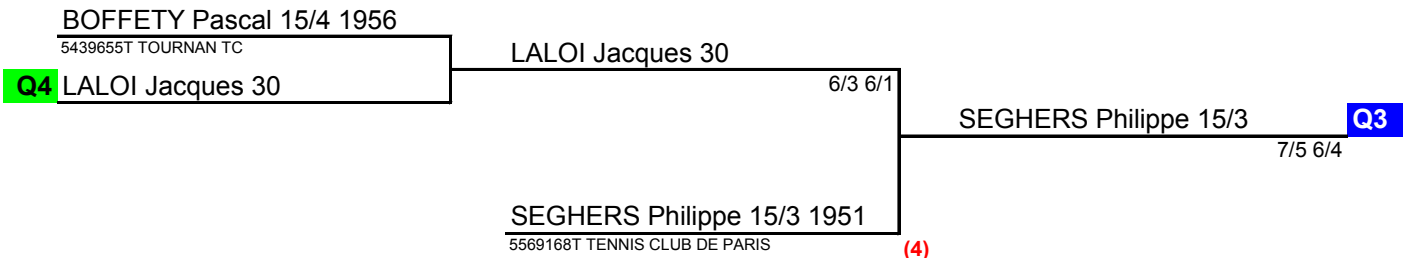 BOFFETY Pascal 15/4 1956
5439655T TOURNAN TC
Q4 LALOI Jacques 30
LALOI Jacques 30
6/3 6/1
SEGHERS Philippe 15/3 1951
5569168T TENNIS CLUB DE PARIS
(4)
SEGHERS Philippe 15/3 Q3
7/5 6/4